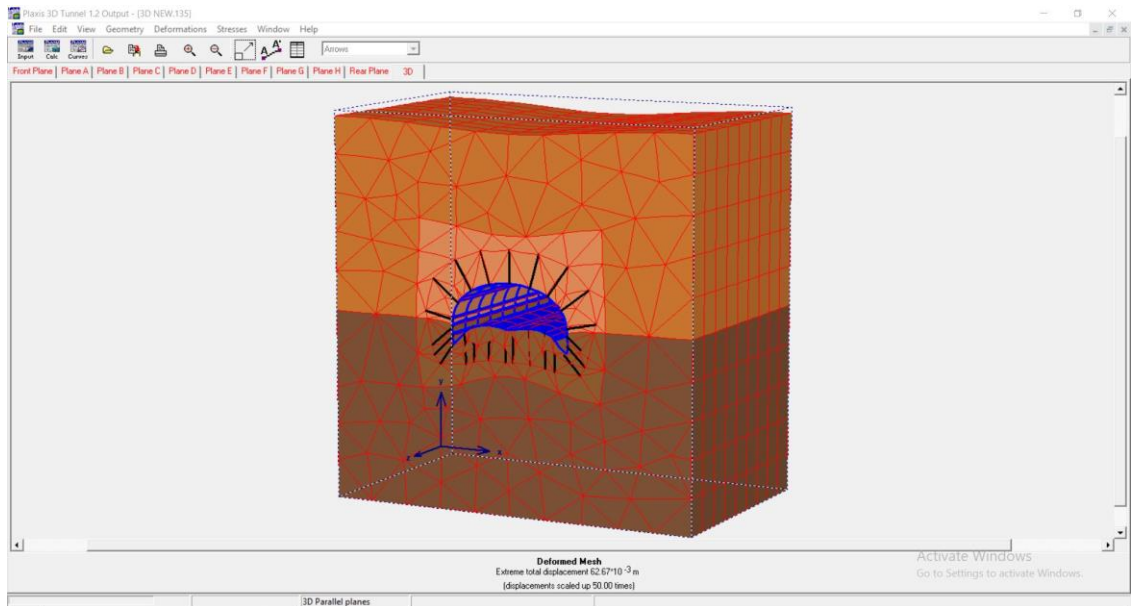 Plaxis 3D Tunnel 1.2 Output - [3D NEW.135]
File Edit View Geometry Deformations Stresses Window Help
Input Calc Curves A A' Arrows
Front Plane Plane A Plane B Plane C Plane D Plane E Plane F Plane G Plane H Rear Plane 3D
y
x
z
Deformed Mesh
Extreme total displacement 62.67*10 -3 m
(displacements scaled up 50.00 times)
Activate Windows
Go to Settings to activate Windows.
3D Parallel planes